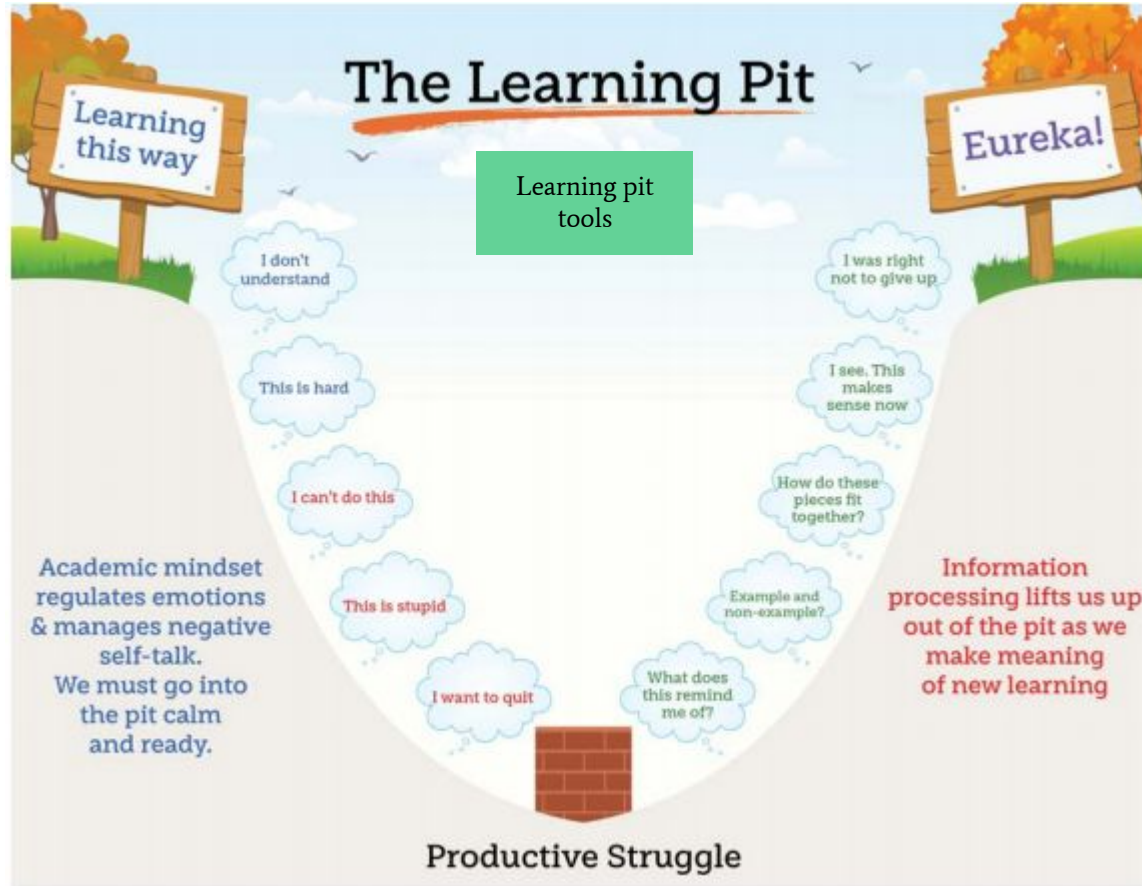 The Learning Pit
Learning
this way
Eureka!
Learning pit
tools
I don't
understand
This is hard
I can't do this
This is stupid
I want to quit
What does
this remind
me of?
Example and
non-example?
How do these
pieces fit
together?
I see. This
makes
sense now
I was right
not to give up
Academic mindset
regulates emotions
& manages negative
self-talk.
We must go into
the pit calm
and ready.
Information
processing lifts us up
out of the pit as we
make meaning
of new learning
Productive Struggle